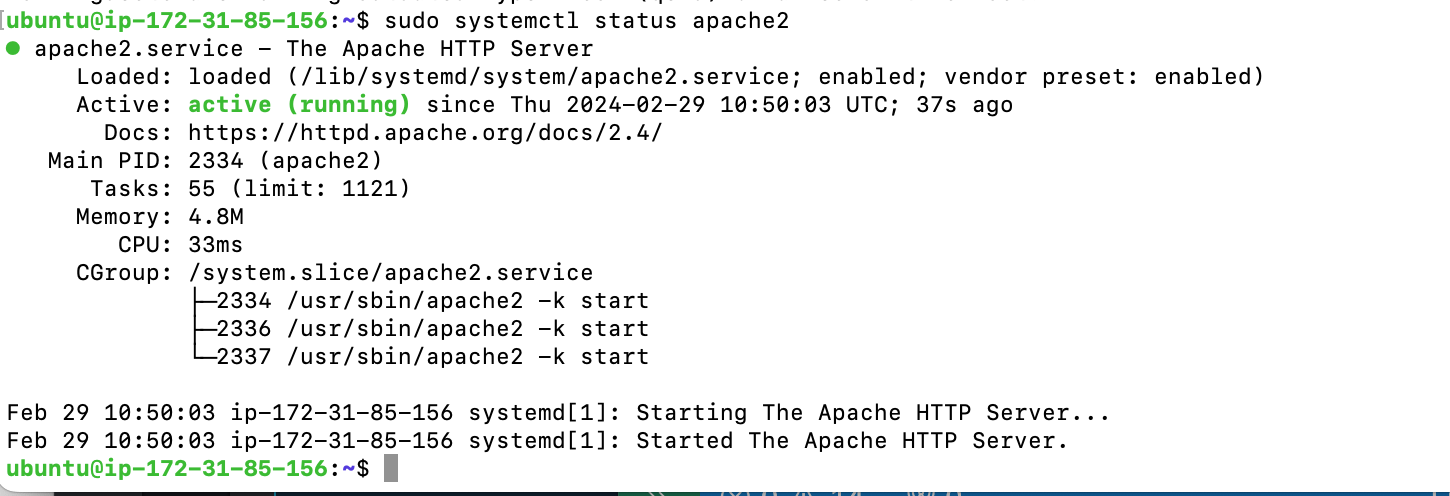 ubuntu@ip-172-31-85-156:~$ sudo systemctl status apache2
● apache2.service - The Apache HTTP Server
     Loaded: loaded (/lib/systemd/system/apache2.service; enabled; vendor preset: enabled)
     Active: active (running) since Thu 2024-02-29 10:50:03 UTC; 37s ago
       Docs: https://httpd.apache.org/docs/2.4/
   Main PID: 2334 (apache2)
      Tasks: 55 (limit: 1121)
     Memory: 4.8M
        CPU: 33ms
     CGroup: /system.slice/apache2.service
             ├─2334 /usr/sbin/apache2 -k start
             ├─2336 /usr/sbin/apache2 -k start
             └─2337 /usr/sbin/apache2 -k start

Feb 29 10:50:03 ip-172-31-85-156 systemd[1]: Starting The Apache HTTP Server...
Feb 29 10:50:03 ip-172-31-85-156 systemd[1]: Started The Apache HTTP Server.
ubuntu@ip-172-31-85-156:~$